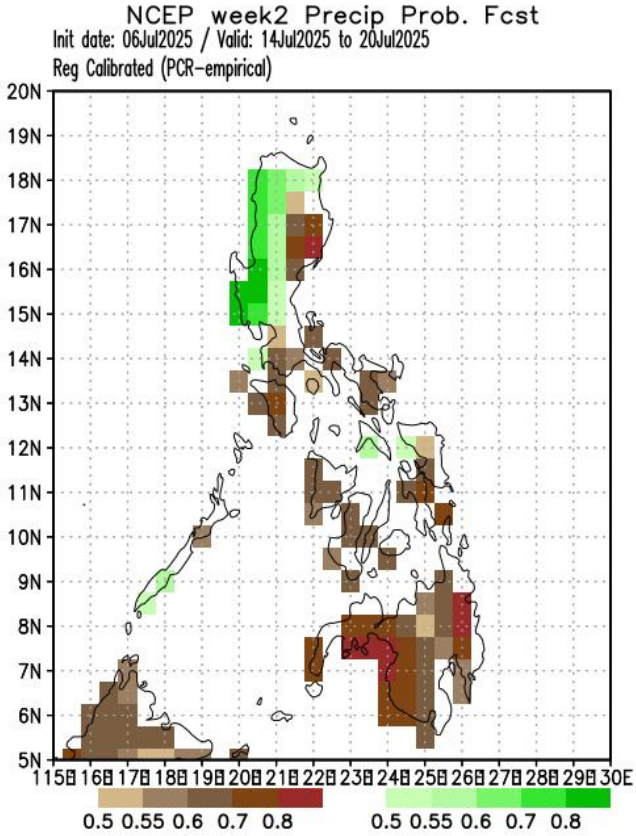 NCEP week2 Precip Prob. Fcst
Init date: 06Jul2025 / Valid: 14Jul2025 to 20Jul2025
Reg Calibrated (PCR-empirical)
20N
19N
18N
17N
16N
15N
14N
13N
12N
11N
10N
9N
8N
7N
6N
5N
115E 116E 117E 118E 119E 120E 121E 122E 123E 124E 125E 126E 127E 128E 129E 130E
0.5 0.55 0.6 0.7 0.8 0.5 0.55 0.6 0.7 0.8